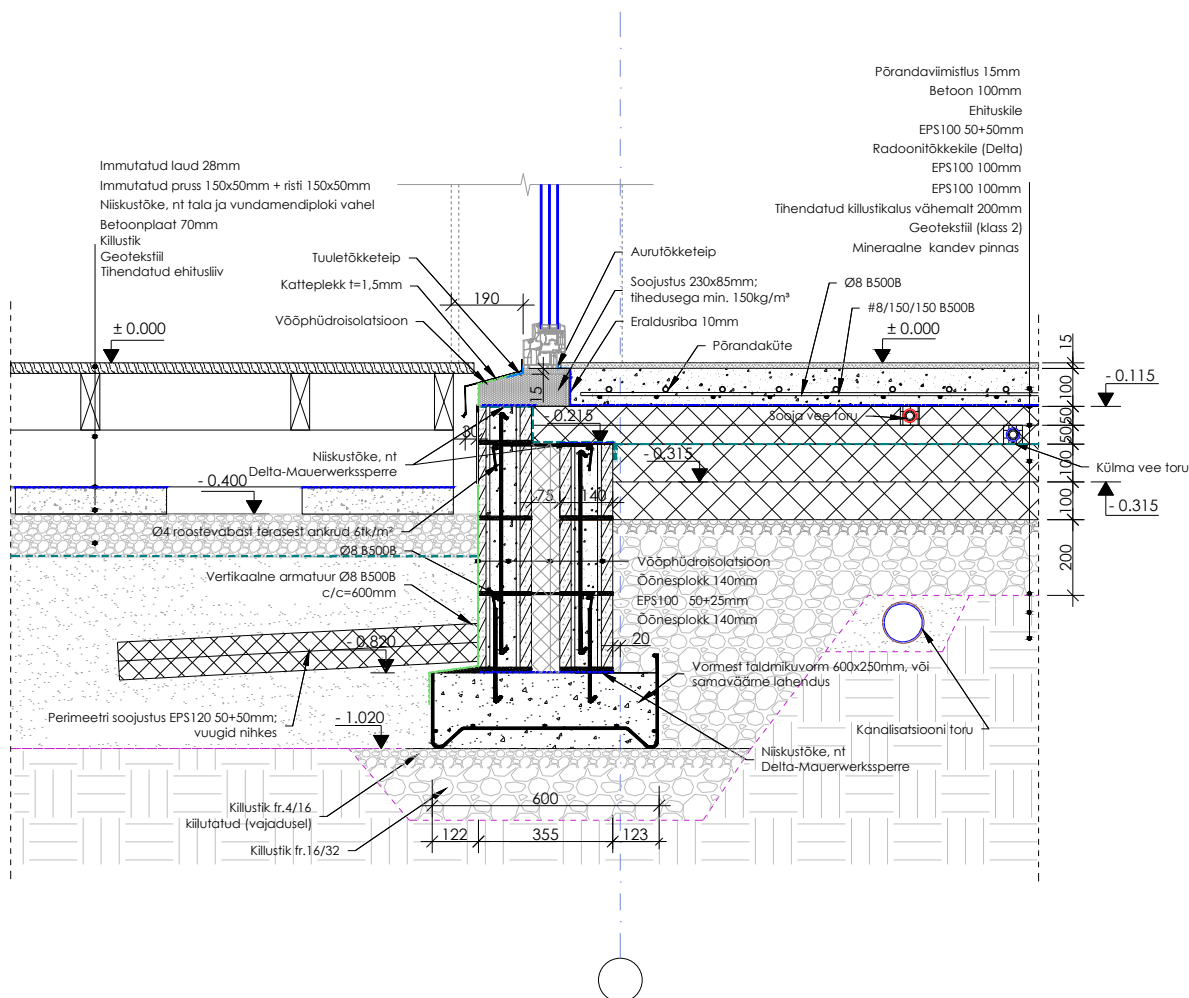 Põrandaviimistlus 15mm
Betoon 100mm
Ehituskile
EPS100 50+50mm
Radoonitõkkekile (Delta)
EPS100 100mm
EPS100 100mm
Tihendatud killustikalus vähemalt 200mm
Geotekstiil (klass 2)
Mineraalne kandev pinnas
Immutatud laud 28mm
Immutatud pruss 150x50mm + risti 150x50mm
Niiskustõke, nt tala ja vundamendiploki vahel
Betoonplaat 70mm
Killustik
Geotekstiil
Tihendatud ehitusliiv
Tuuletõkketeip
Katteplekk t=1,5mm
Vööphüdroisolatsioon
190
Aurutõkketeip
Soojustus 230x85mm;
tihedusega min. 150kg/m³
Eraldusriba 10mm
Ø8 B500B
#8/150/150 B500B
Põrandaküte
± 0.000
± 0.000
15
100
50
50
100
100
200
- 0.115
15
- 0.215
30
Sooja vee toru
Niiskustõke, nt
Delta-Mauerwerkssperre
- 0.315
Külma vee toru
- 0.315
- 0.400
75
140
Ø4 roostevabast terasest ankrud 6tk/m²
Ø8 B500B
Vertikaalne armatuur Ø8 B500B
c/c=600mm
Vööphüdroisolatsioon
Õõnesplokk 140mm
EPS100 50+25mm
Õõnesplokk 140mm
20
- 0.820
Vormest taldmikuvorm 600x250mm, või
samaväärne lahendus
Perimeetri soojustus EPS120 50+50mm;
vuugid nihkes
- 1.020
Kanalisatsiooni toru
Niiskustõke, nt
Delta-Mauerwerkssperre
Killustik fr.4/16
kiilutatud (vajadusel)
Killustik fr.16/32
600
122
355
123